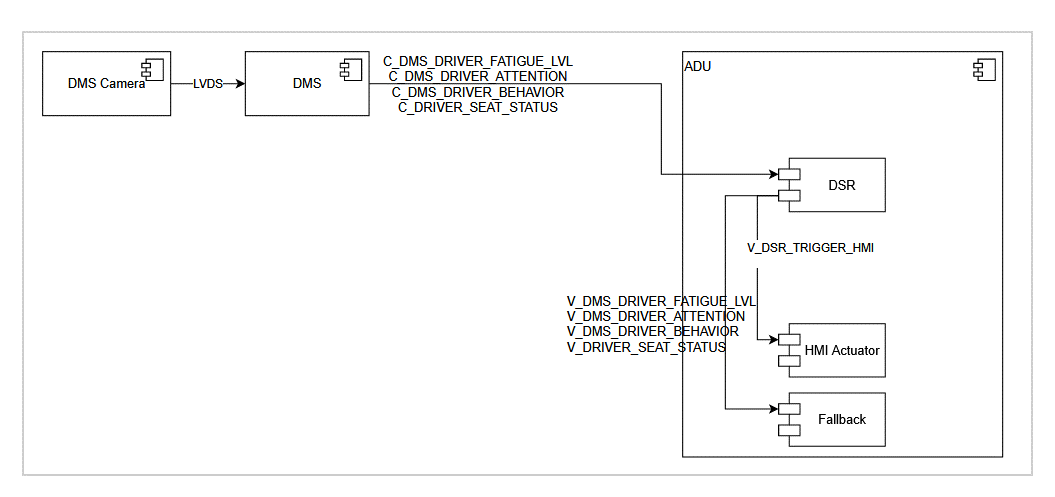 DMS Camera
LVDS
DMS
C_DMS_DRIVER_FATIGUE_LVL
C_DMS_DRIVER_ATTENTION
C_DMS_DRIVER_BEHAVIOR
C_DRIVER_SEAT_STATUS
ADU
DSR
V_DSR_TRIGGER_HMI
V_DMS_DRIVER_FATIGUE_LVL
V_DMS_DRIVER_ATTENTION
V_DMS_DRIVER_BEHAVIOR
V_DRIVER_SEAT_STATUS
HMI Actuator
Fallback